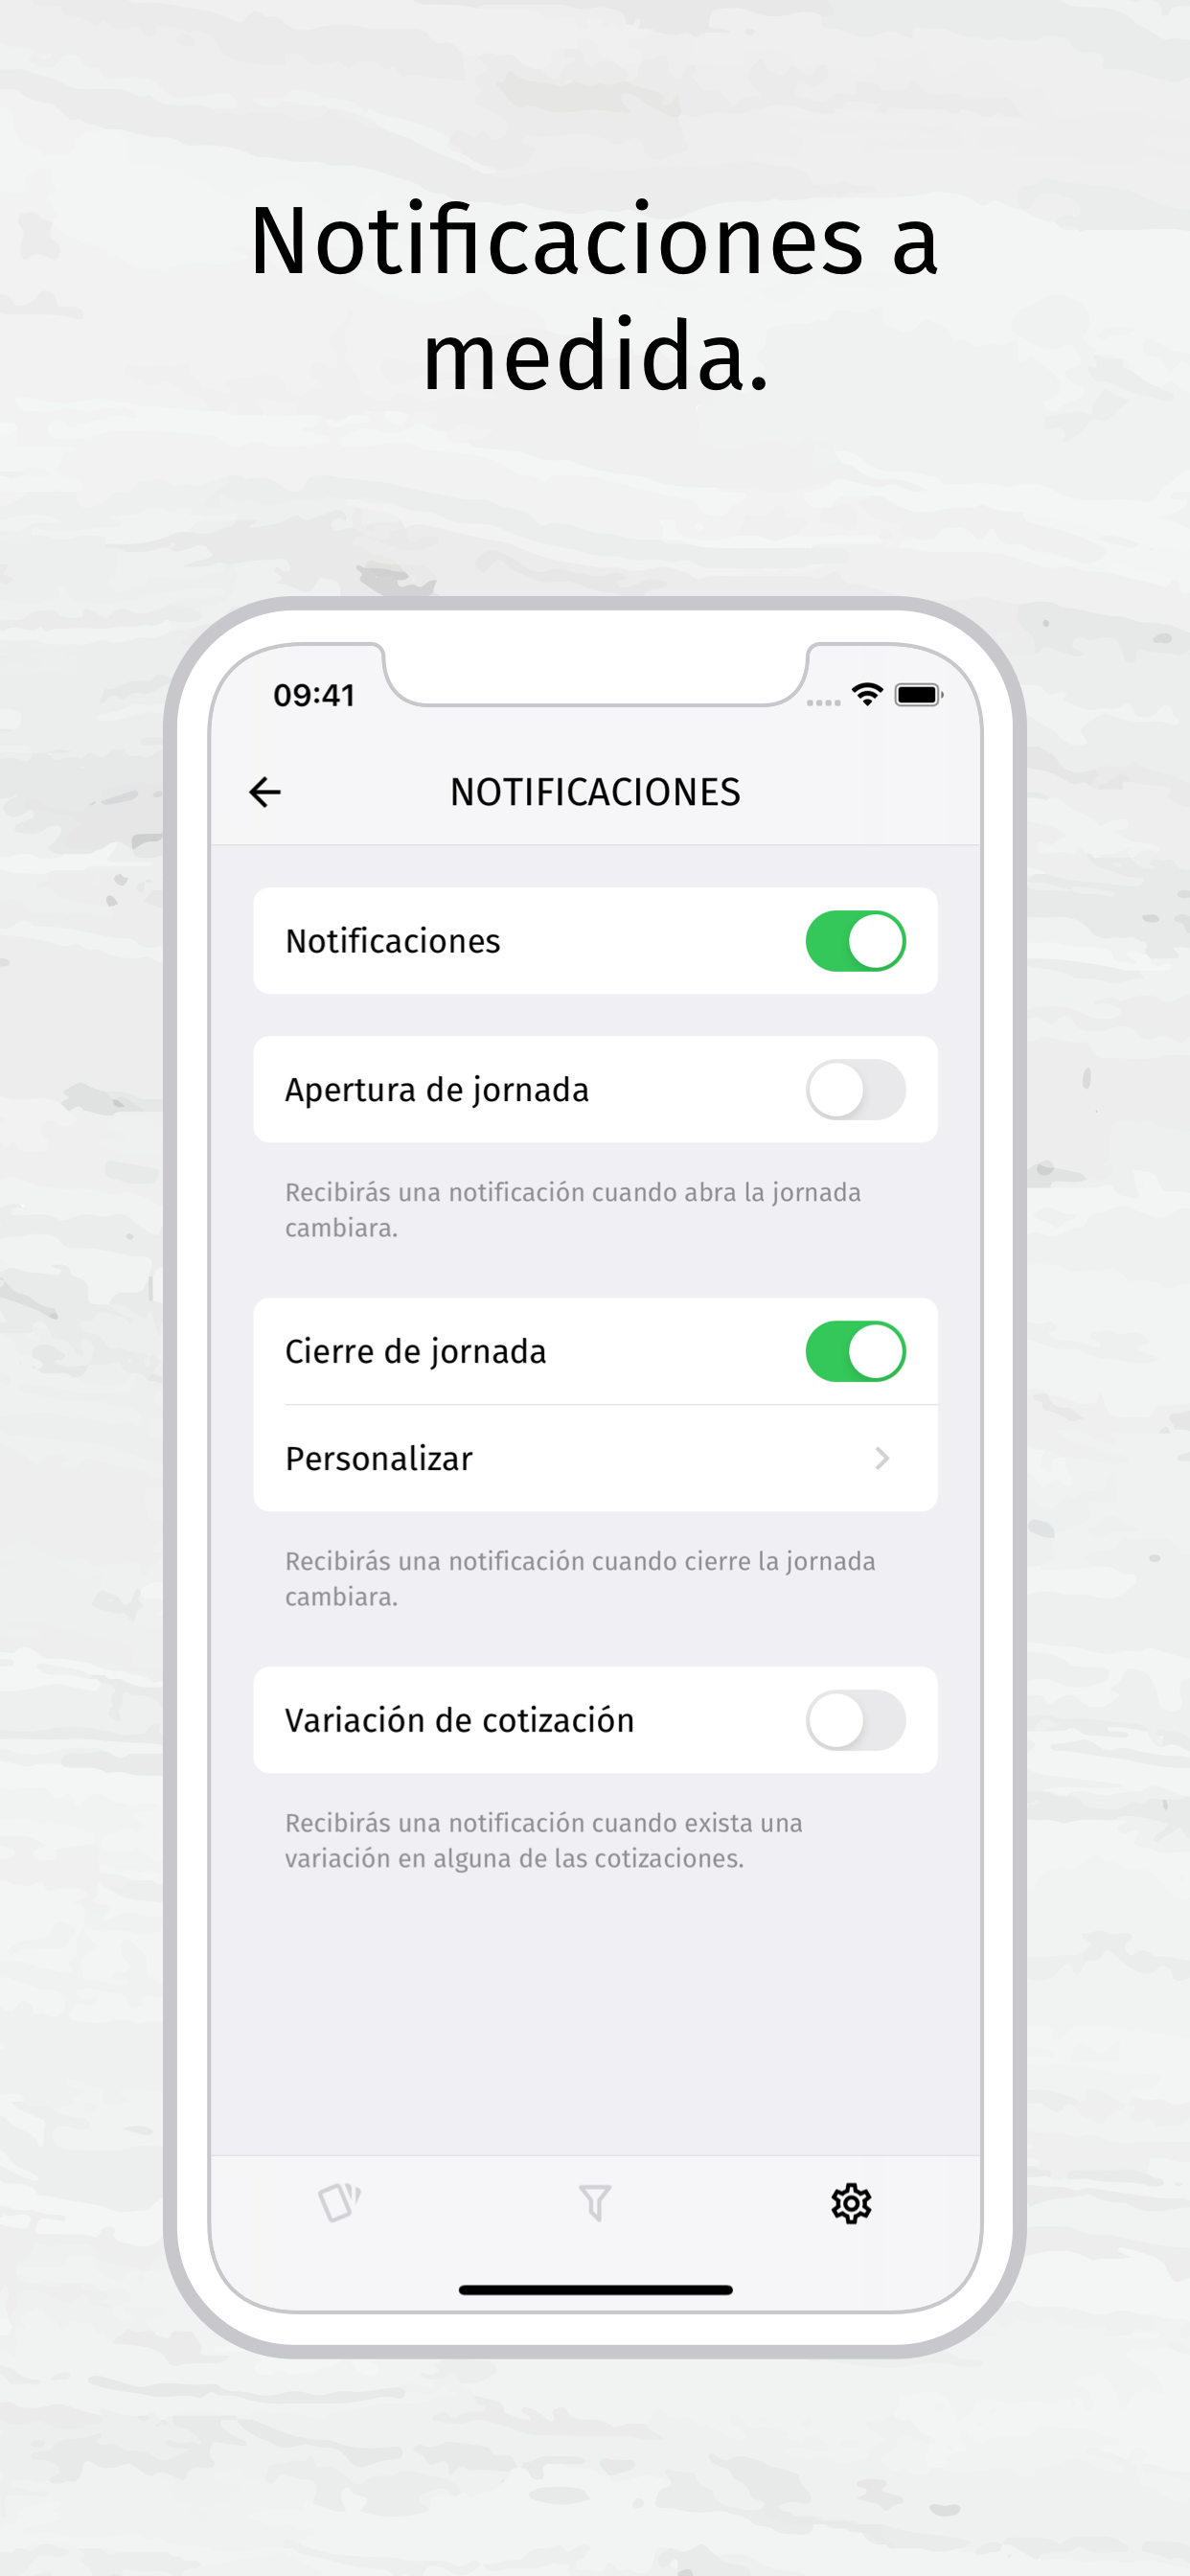 Notificaciones a
medida.
09:41
NOTIFICACIONES
Notificaciones
Apertura de jornada
Recibirás una notificación cuando abra la jornada
cambiara.
Cierre de jornada
Personalizar
Recibirás una notificación cuando cierre la jornada
cambiara.
Variación de cotización
Recibirás una notificación cuando exista una
variación en alguna de las cotizaciones.